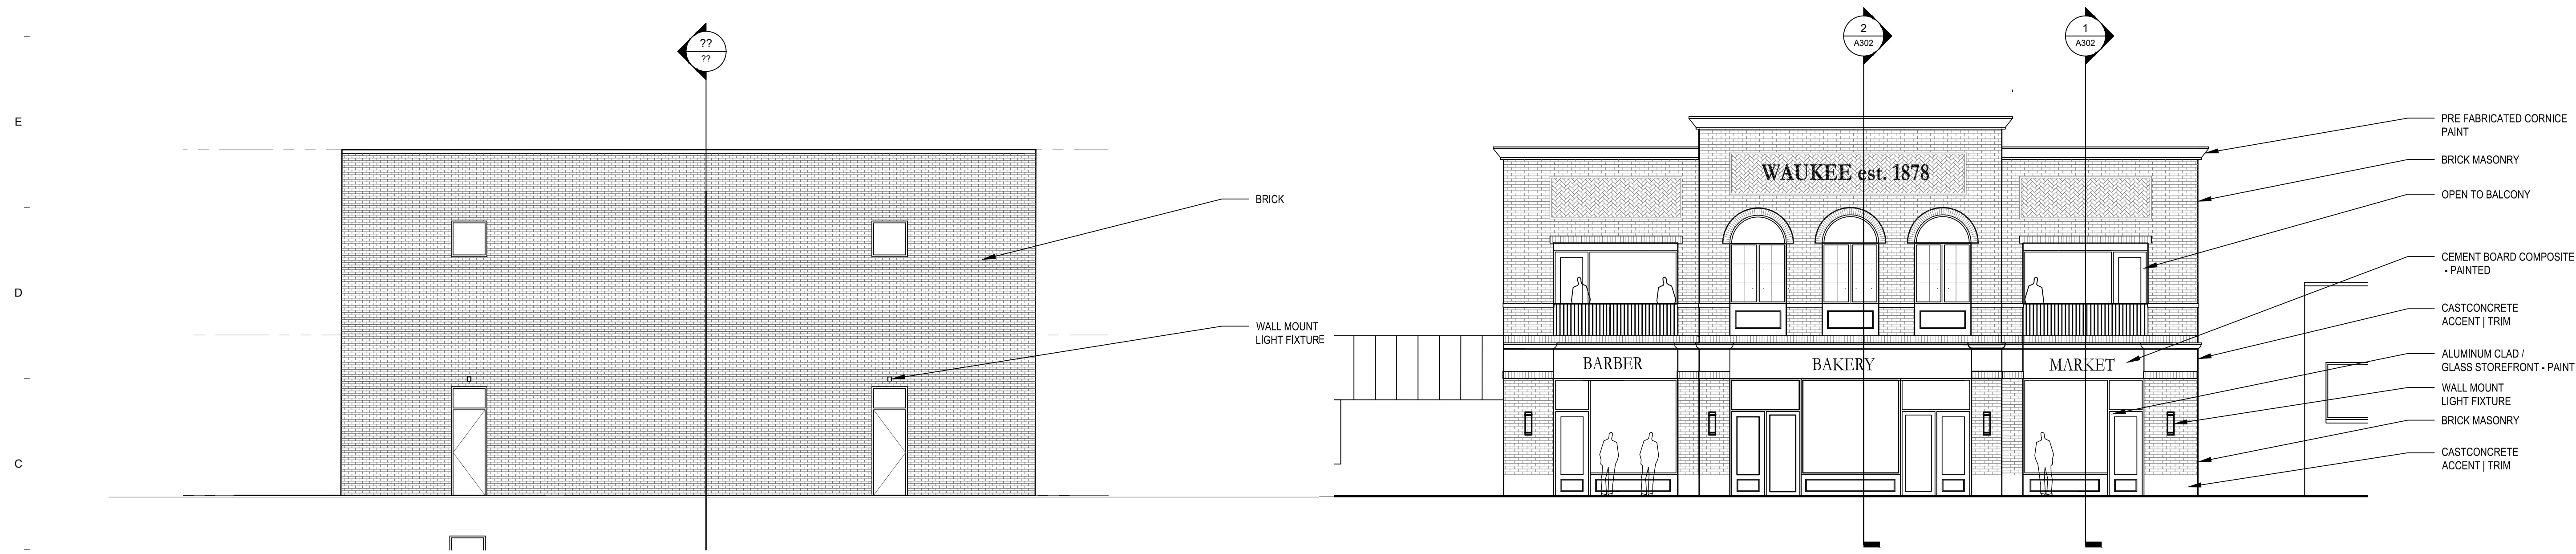 E
D
C
??
??
BRICK
WALL MOUNT
LIGHT FIXTURE
2
A302
1
A302
WAUKEE est. 1878
BARBER
BAKERY
MARKET
PRE FABRICATED CORNICE
PAINT
BRICK MASONRY
OPEN TO BALCONY
CEMENT BOARD COMPOSITE
- PAINTED
CASTCONCRETE
ACCENT | TRIM
ALUMINUM CLAD /
GLASS STOREFRONT - PAINT
WALL MOUNT
LIGHT FIXTURE
BRICK MASONRY
CASTCONCRETE
ACCENT | TRIM